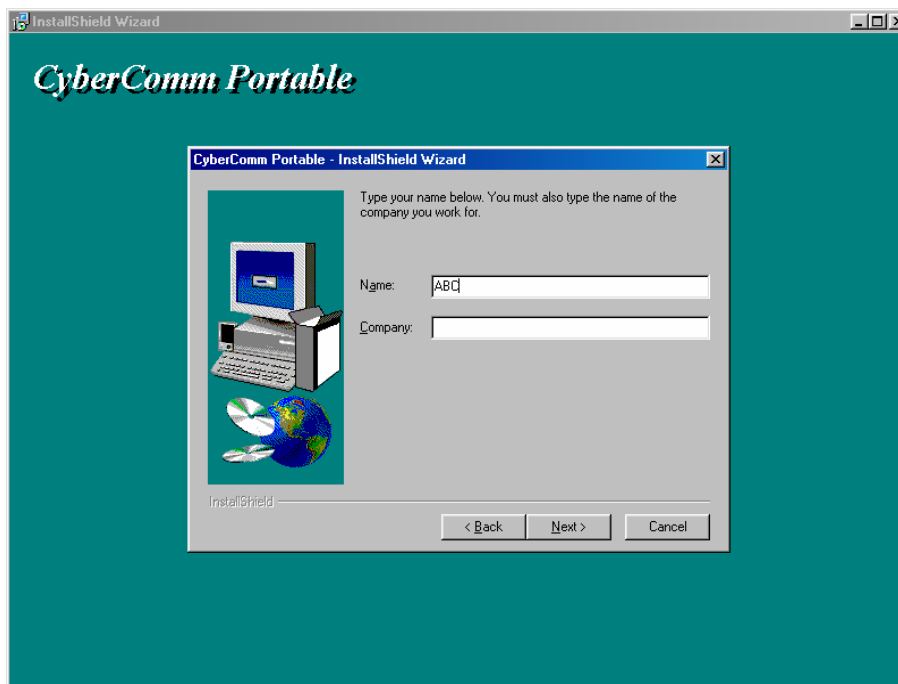 InstallShield Wizard
CyberComm Portable
CyberComm Portable - InstallShield Wizard
Type your name below. You must also type the name of the
company you work for.
Name: ABC
Company:
InstallShield
< Back Next > Cancel